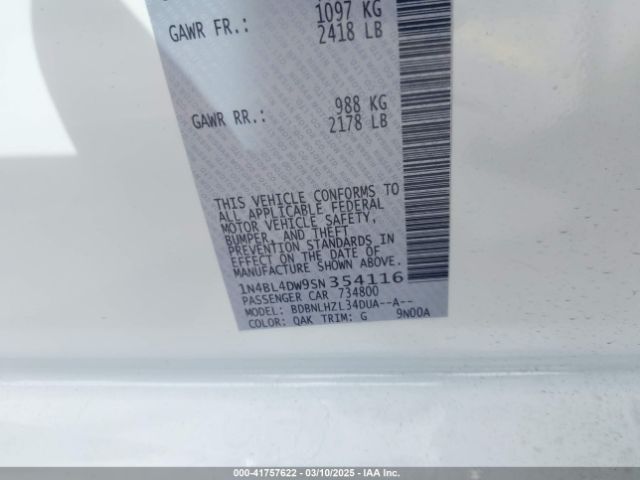 1097 KG
GAWR FR.: 2418 LB
988 KG
GAWR RR.: 2178 LB
THIS VEHICLE CONFORMS TO
ALL APPLICABLE FEDERAL
MOTOR VEHICLE SAFETY,
BUMPER, AND THEFT
PREVENTION STANDARDS IN
EFFECT ON THE DATE OF
MANUFACTURE SHOWN ABOVE.
1N4BL4DW9SN354116
PASSENGER CAR 734800
MODEL: BDBNLHZL34DUA--A--
COLOR: QAK TRIM: G 9N00A
000-41757622 - 03/10/2025 - IAA Inc.